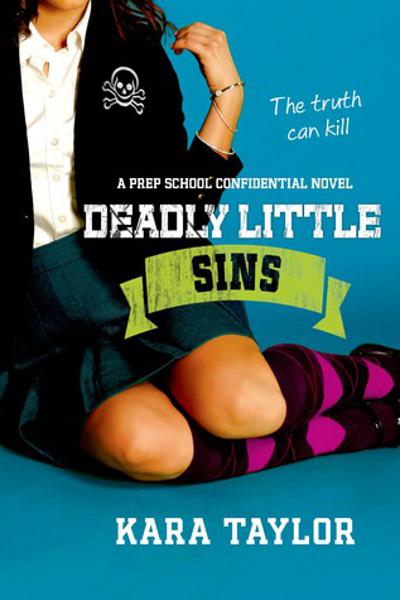 The truth
can kill
A PREP SCHOOL CONFIDENTIAL NOVEL
DEADLY LITTLE
SINS
KARA TAYLOR